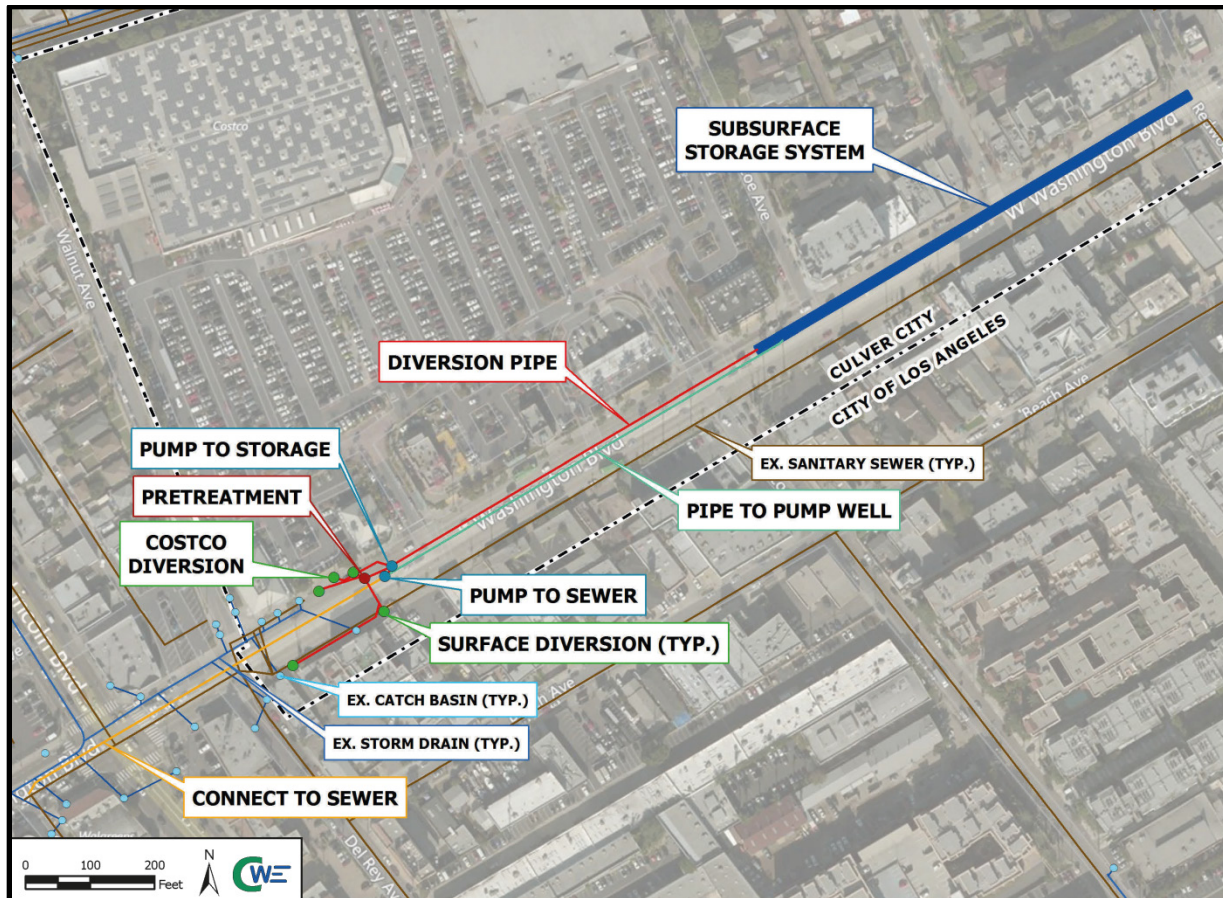 Costco
SUBSURFACE
STORAGE SYSTEM
W Washington Blvd
Walnut Ave
DIVERSION PIPE
CULVER CITY
CITY OF LOS ANGELES
Beach Ave
PUMP TO STORAGE
EX. SANITARY SEWER (TYP.)
PRETREATMENT
Washington Blvd
PIPE TO PUMP WELL
COSTCO
DIVERSION
PUMP TO SEWER
SURFACE DIVERSION (TYP.)
EX. CATCH BASIN (TYP.)
EX. STORM DRAIN (TYP.)
CONNECT TO SEWER
Walgreens
Del Rey Ave
0 100 200
Feet
N
CWE